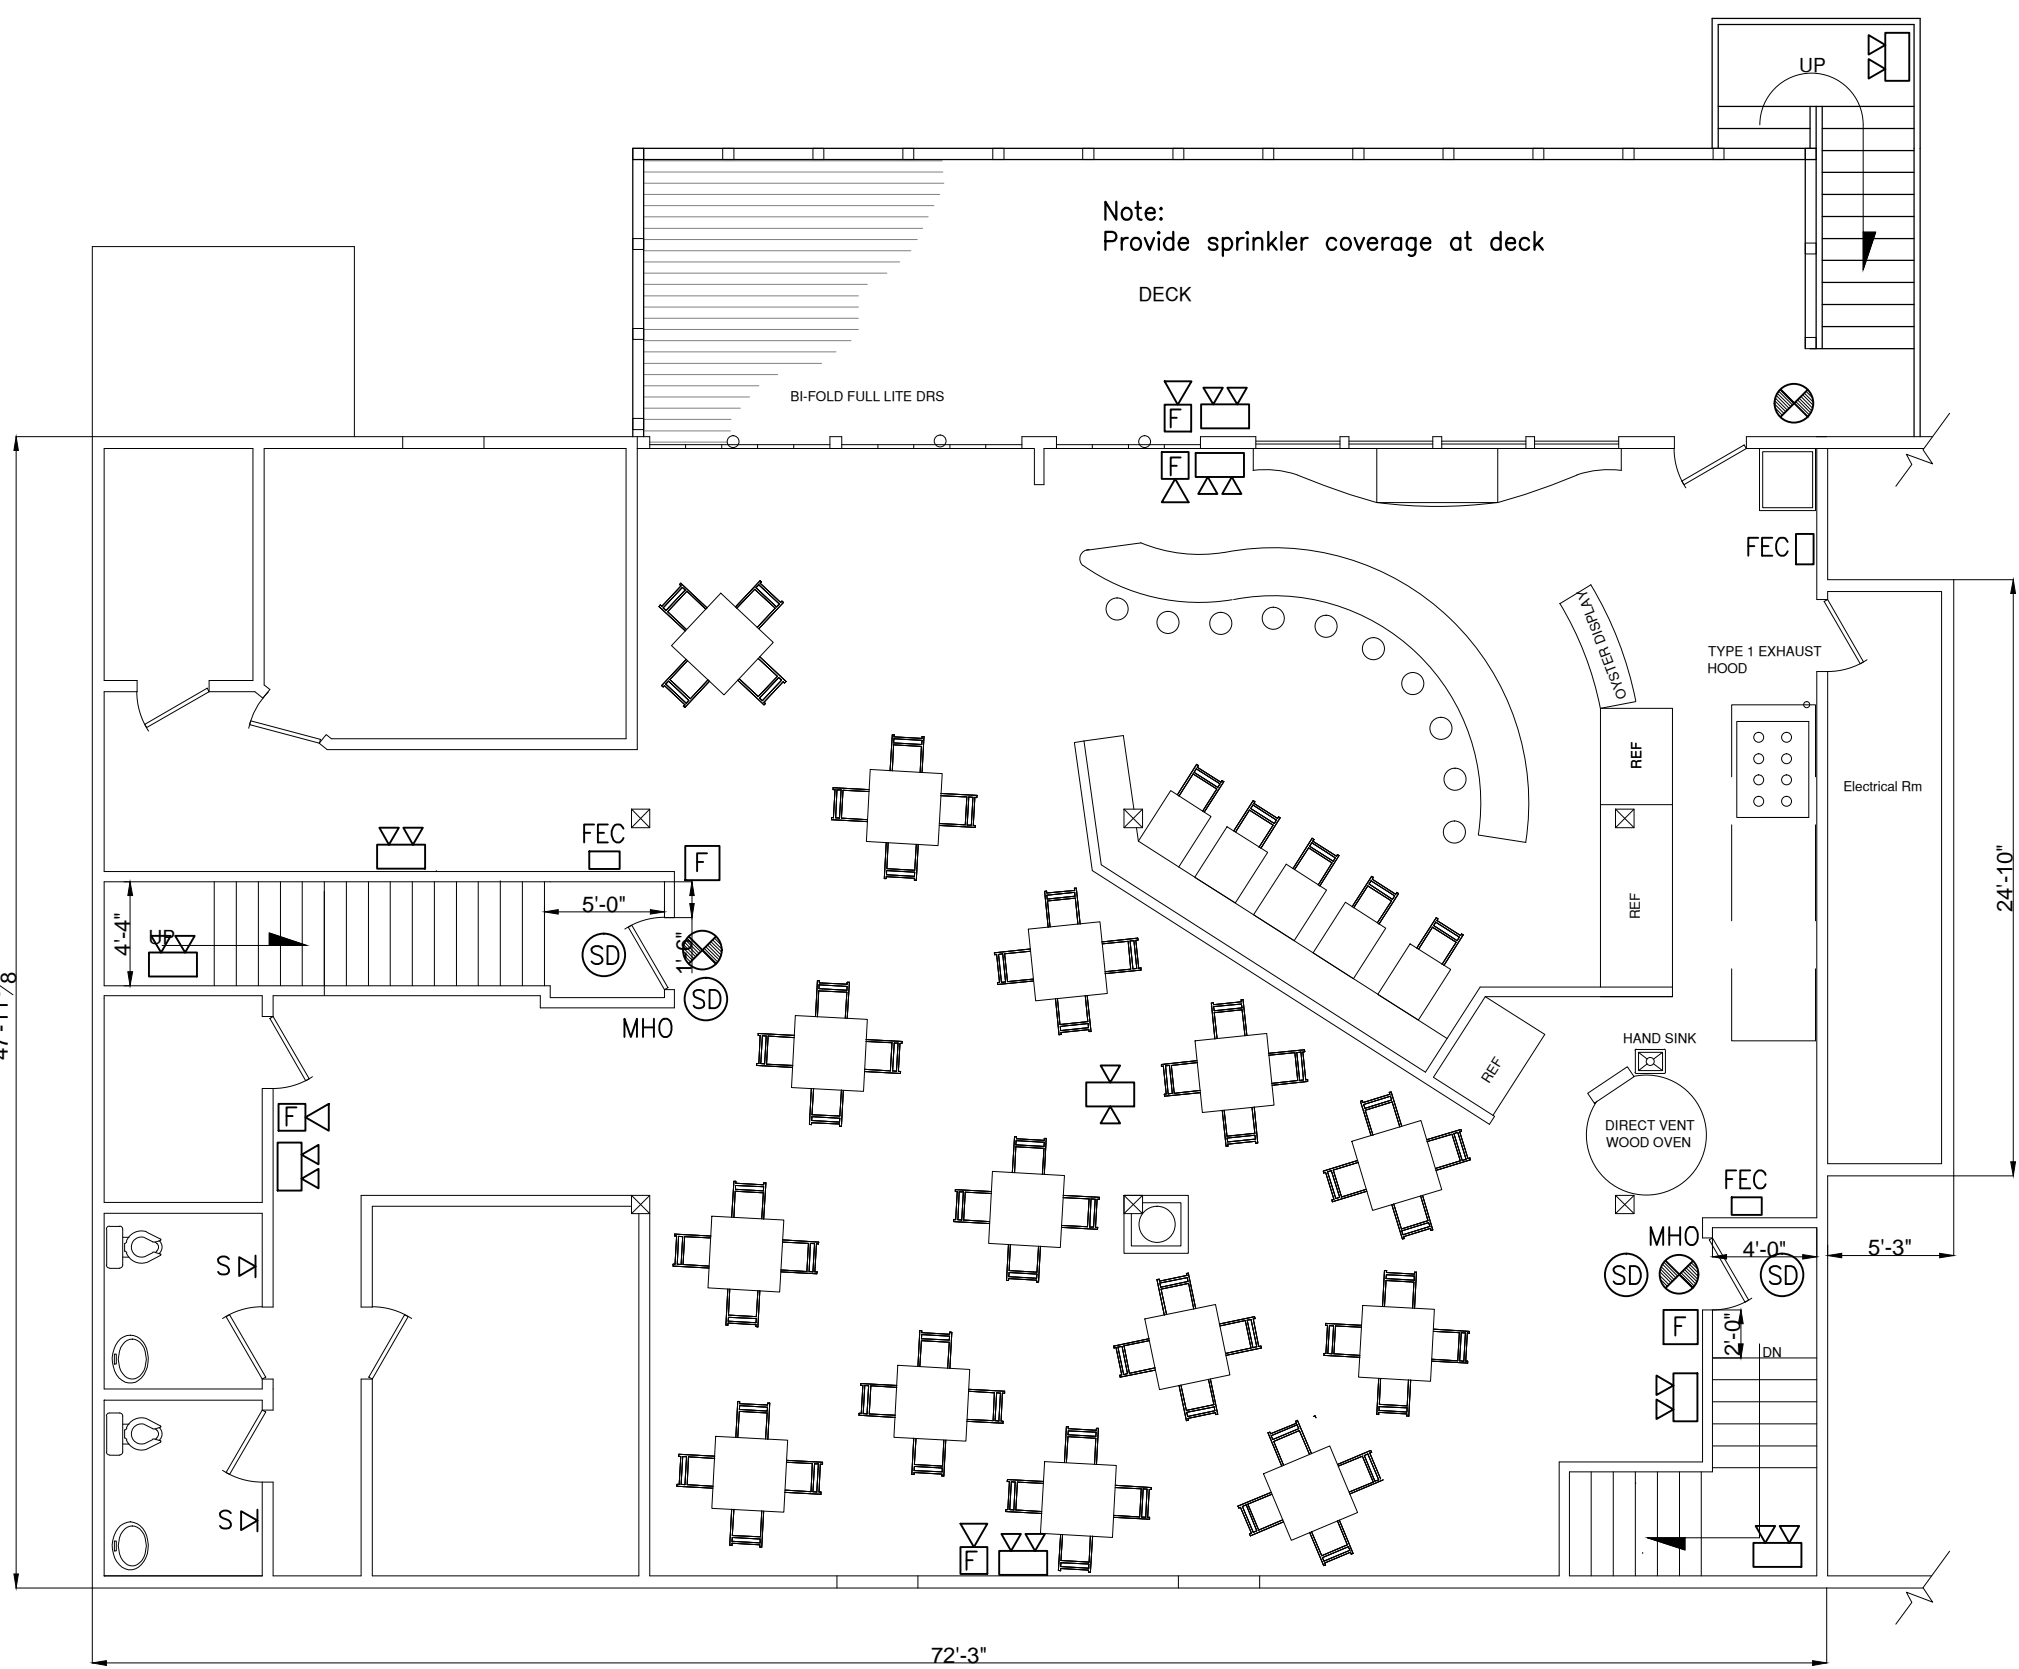 UP
Note:
Provide sprinkler coverage at deck
DECK
BI-FOLD FULL LITE DRS
F
F
FEC
OYSTER DISPLAY
TYPE 1 EXHAUST
HOOD
REF
Electrical Rm
FEC
F
5'-0"
4'-4"
UP
SD
1'-6"
SD
MHO
REF
24'-10"
HAND SINK
REF
DIRECT VENT
WOOD OVEN
F
FEC
MHO
4'-0"
5'-3"
S
SD
SD
F
2'-0"
DN
S
F
72'-3"